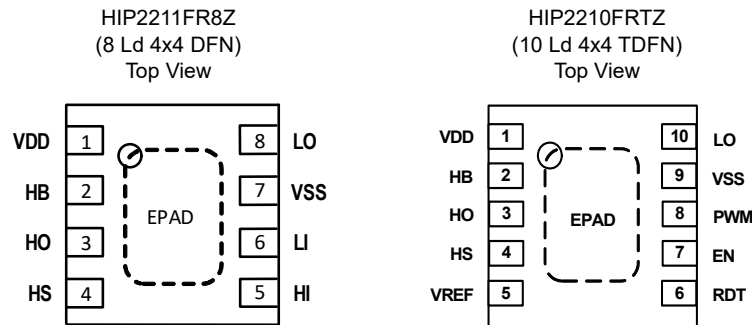 HIP2211FR8Z
(8 Ld 4x4 DFN)
Top View
VDD 1
8 LO
HB 2
7 VSS
EPAD
HO 3
6 LI
HS 4
5 HI
HIP2210FRTZ
(10 Ld 4x4 TDFN)
Top View
VDD 1
10 LO
HB 2
9 VSS
HO 3
EPAD
8 PWM
HS 4
7 EN
VREF 5
6 RDT